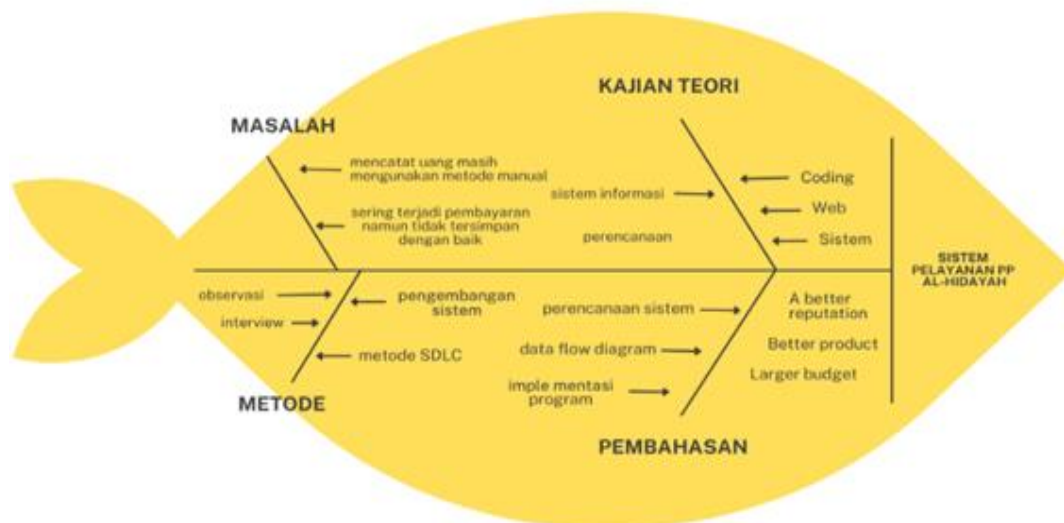 KAJIAN TEORI
MASALAH
mencatat uang masih
mengunakan metode manual
sering terjadi pembayaran
namun tidak tersimpan
dengan baik
sistem informasi
perencanaan
Coding
Web
Sistem
SISTEM
PELAYANAN PP
AL-HIDAYAH
observasi
interview
pengembangan
sistem
metode SDLC
METODE
perencanaan sistem
data flow diagram
imple mentasi
program
A better
reputation
Better product
Larger budget
PEMBAHASAN